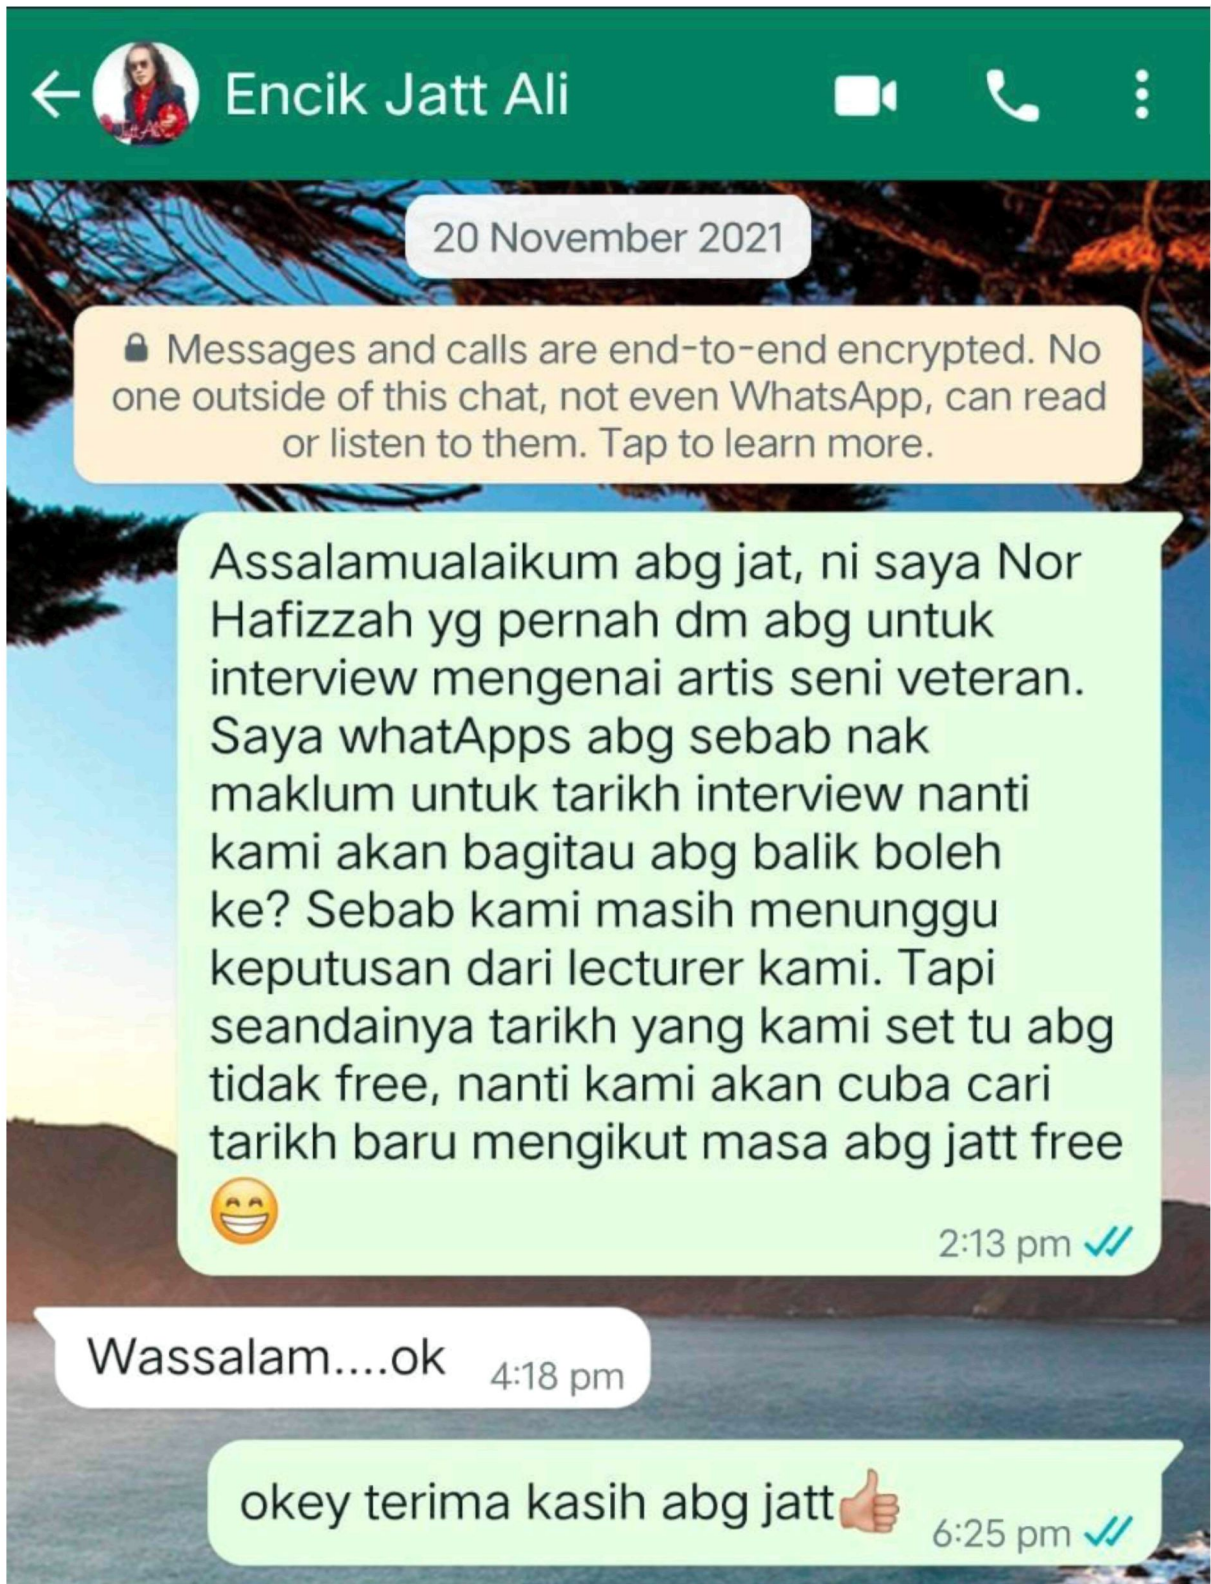 Encik Jatt Ali
20 November 2021
Messages and calls are end-to-end encrypted. No
one outside of this chat, not even WhatsApp, can read
or listen to them. Tap to learn more.
Assalamualaikum abg jat, ni saya Nor
Hafizzah yg pernah dm abg untuk
interview mengenai artis seni veteran.
Saya whatApps abg sebab nak
maklum untuk tarikh interview nanti
kami akan bagitau abg balik boleh
ke? Sebab kami masih menunggu
keputusan dari lecturer kami. Tapi
seandainya tarikh yang kami set tu abg
tidak free, nanti kami akan cuba cari
tarikh baru mengikut masa abg jatt free
😁
2:13 pm
Wassalam....ok 4:18 pm
okey terima kasih abg jatt👍 6:25 pm